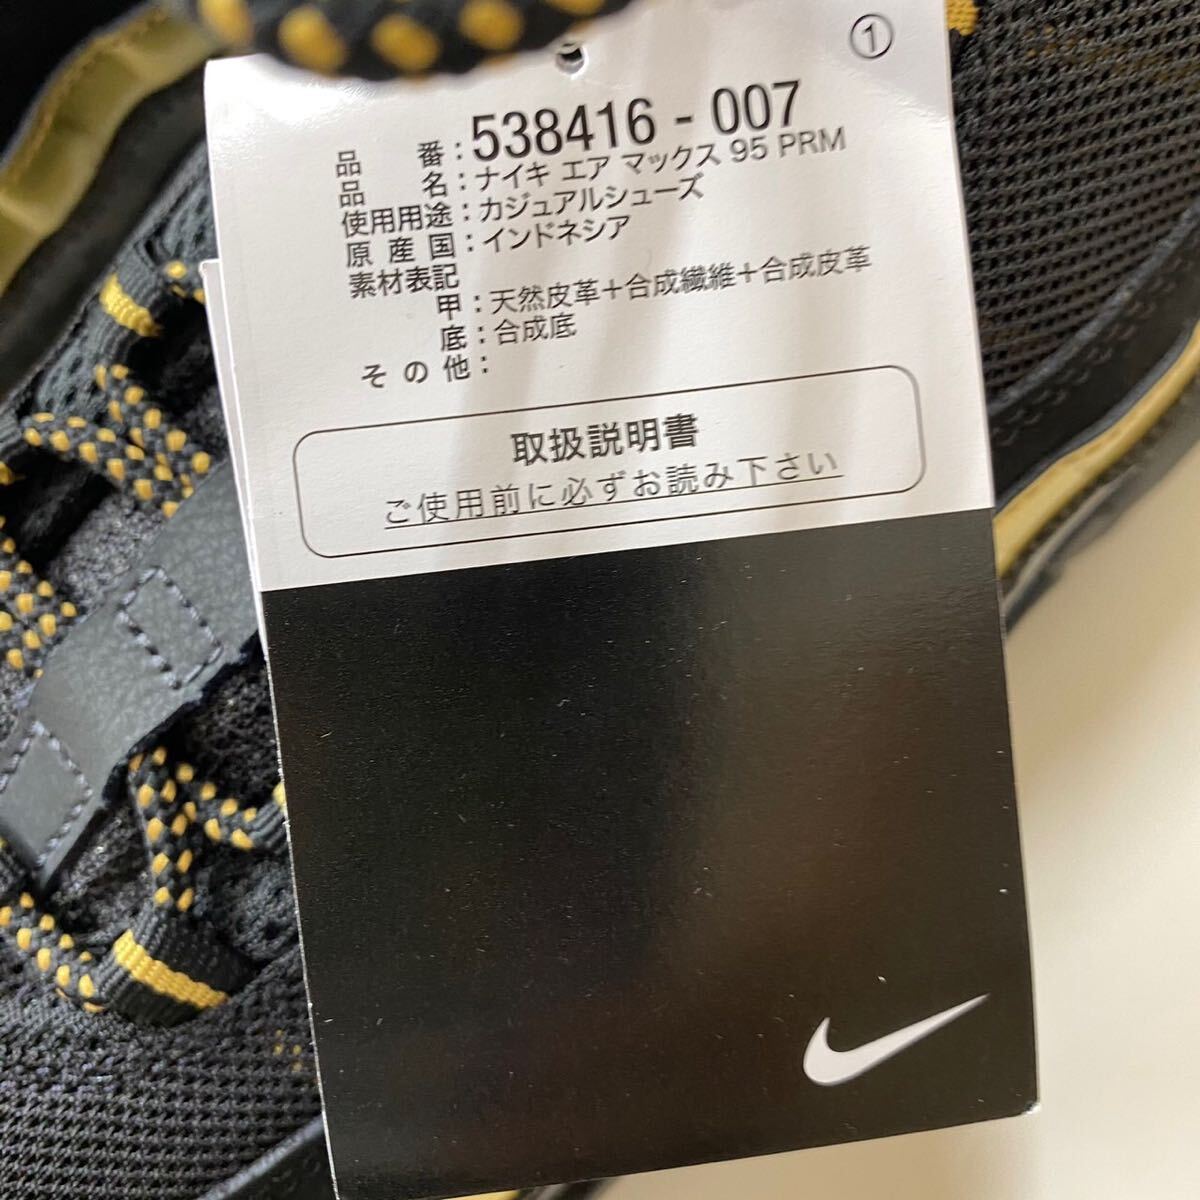 ①
品番：538416-007
品名：ナイキ エア マックス 95 PRM
使用用途：カジュアルシューズ
原産国：インドネシア
素材表記
甲：天然皮革＋合成繊維＋合成皮革
底：合成底
その他：
取扱説明書
ご使用前に必ずお読み下さい